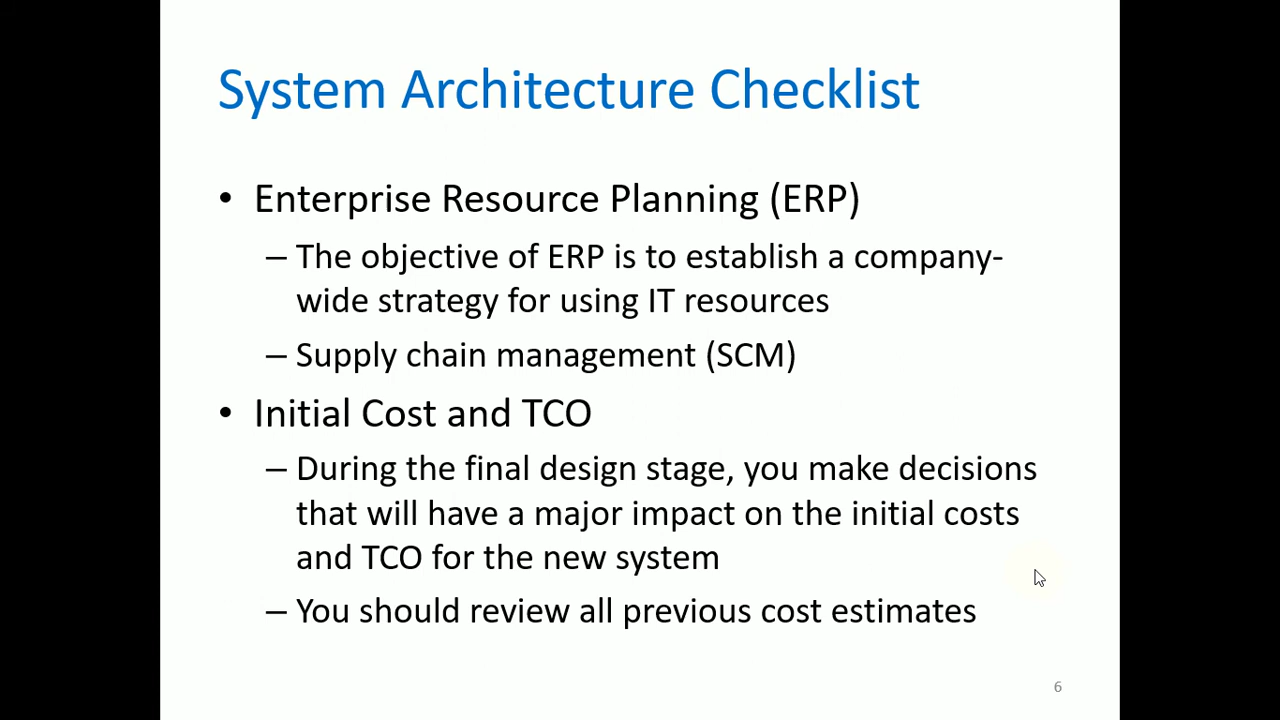 System Architecture Checklist
• Enterprise Resource Planning (ERP)
– The objective of ERP is to establish a company-
wide strategy for using IT resources
– Supply chain management (SCM)
• Initial Cost and TCO
– During the final design stage, you make decisions
that will have a major impact on the initial costs
and TCO for the new system
– You should review all previous cost estimates
6